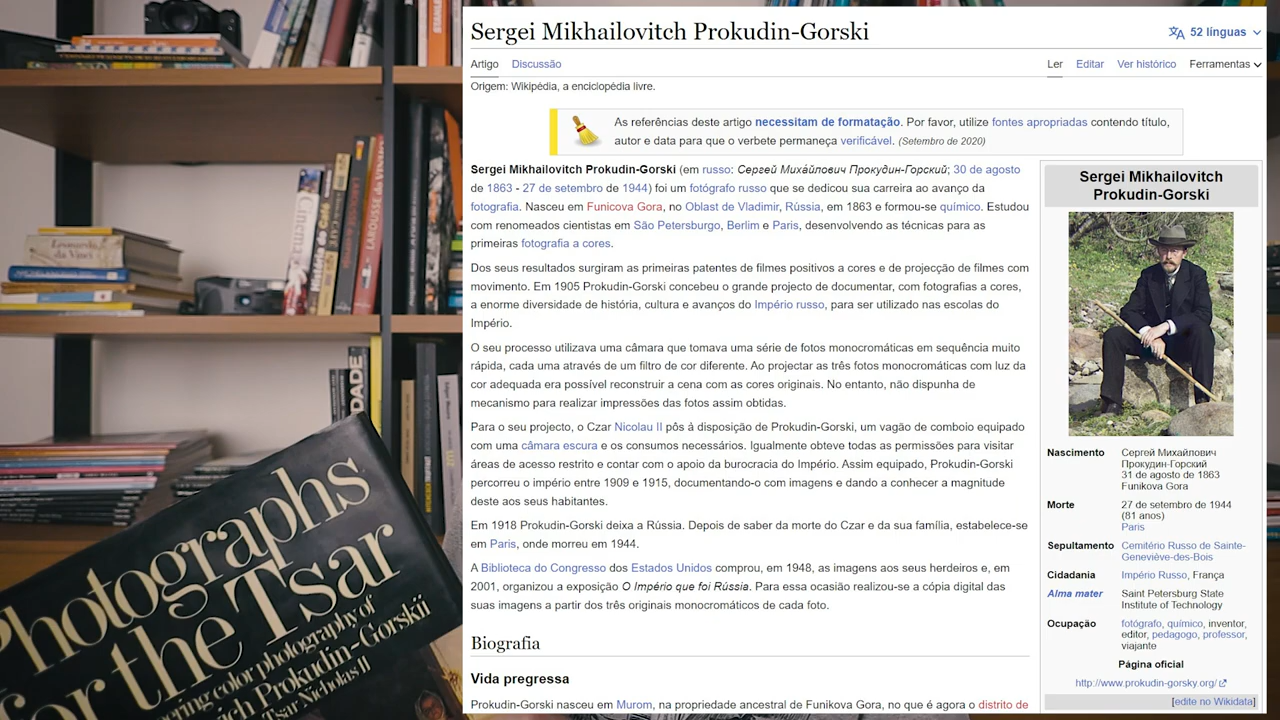 Sergei Mikhailovitch Prokudin-Gorski
52 línguas
Artigo Discussão
Ler Editar Ver histórico Ferramentas
Origem: Wikipédia, a enciclopédia livre.
As referências deste artigo necessitam de formatação. Por favor, utilize fontes apropriadas contendo título,
autor e data para que o verbete permaneça verificável. (Setembro de 2020)
Sergei Mikhailovitch Prokudin-Gorski (em russo: Сергей Миха́йлович Проку́дин-Горский; 30 de agosto
de 1863 - 27 de setembro de 1944) foi um fotógrafo russo que se dedicou sua carreira ao avanço da
fotografia. Nasceu em Funicova Gora, no Oblast de Vladimir, Rússia, em 1863 e formou-se químico. Estudou
com renomeados cientistas em São Petersburgo, Berlim e Paris, desenvolvendo as técnicas para as
primeiras fotografia a cores.
Dos seus resultados surgiram as primeiras patentes de filmes positivos a cores e de projecção de filmes com
movimento. Em 1905 Prokudin-Gorski concebeu o grande projecto de documentar, com fotografias a cores,
a enorme diversidade de história, cultura e avanços do Império russo, para ser utilizado nas escolas do
Império.
O seu processo utilizava uma câmara que tomava uma série de fotos monocromáticas em sequência muito
rápida, cada uma através de um filtro de cor diferente. Ao projectar as três fotos monocromáticas com luz da
cor adequada era possível reconstruir a cena com as cores originais. No entanto, não dispunha de
mecanismo para realizar impressões das fotos assim obtidas.
Para o seu projecto, o Czar Nicolau II pôs á disposição de Prokudin-Gorski, um vagão de comboio equipado
com uma câmara escura e os consumos necessários. Igualmente obteve todas as permissões para visitar
áreas de acesso restrito e contar com o apoio da burocracia do Império. Assim equipado, Prokudin-Gorski
percorreu o império entre 1909 e 1915, documentando-o com imagens e dando a conhecer a magnitude
deste aos seus habitantes.
Em 1918 Prokudin-Gorski deixa a Rússia. Depois de saber da morte do Czar e da sua família, estabelece-se
em Paris, onde morreu em 1944.
A Biblioteca do Congresso dos Estados Unidos comprou, em 1948, as imagens aos seus herdeiros e, em
2001, organizou a exposição O Império que foi Rússia. Para essa ocasião realizou-se a cópia digital das
suas imagens a partir dos três originais monocromáticos de cada foto.
Biografia
Vida pregressa
Prokudin-Gorski nasceu em Murom, na propriedade ancestral de Funikova Gora, no que é agora o distrito de
Sergei Mikhailovitch
Prokudin-Gorski
Nascimento Сергей Михайлович
Прокудин-Горский
31 de agosto de 1863
Funikova Gora
Morte 27 de setembro de 1944
(81 anos)
Paris
Sepultamento Cemitério Russo de Sainte-
Geneviève-des-Bois
Cidadania Império Russo, França
Alma mater Saint Petersburg State
Institute of Technology
Ocupação fotógrafo, químico, inventor,
editor, pedagogo, professor,
viajante
Página oficial
http://www.prokudin-gorsky.org/
[edite no Wikidata]
Leonardo
da Vinci
Photographs
for the Tsar
color photography of
Prokudin-Gorskii
Tsar Nicholas II